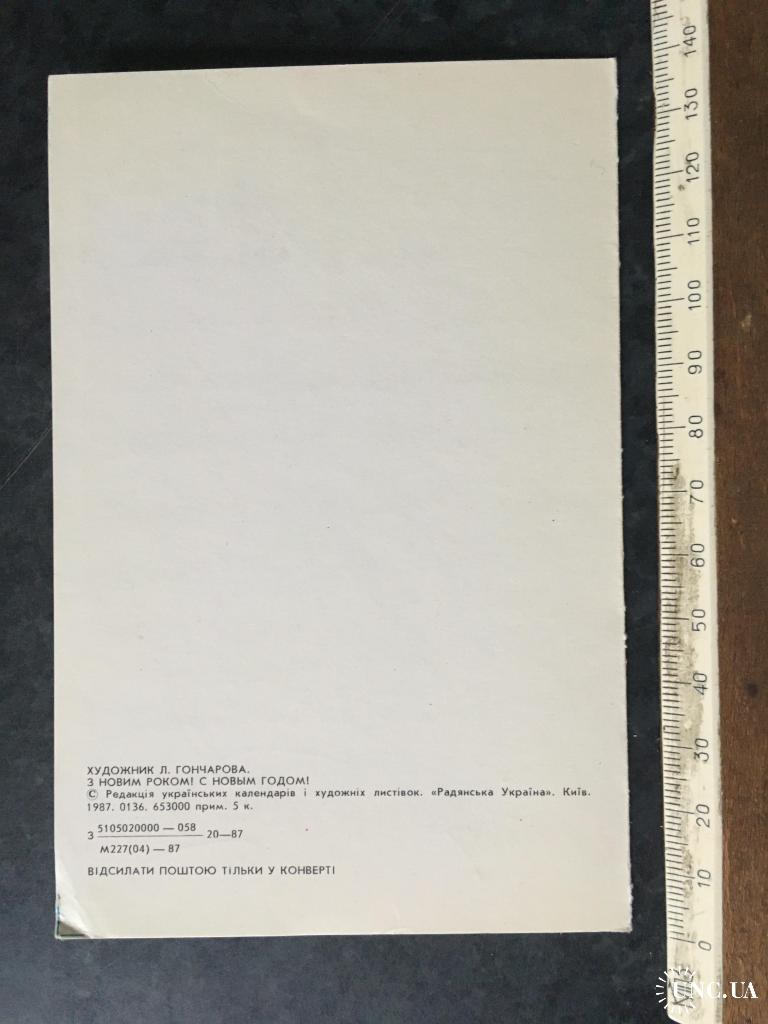 ХУДОЖНИК Л. ГОНЧАРОВА.
З НОВИМ РОКОМ! С НОВЫМ ГОДОМ!
© Редакція українських календарів і художніх листівок. «Радянська Україна». Київ.
1987. 0136. 653000 прим. 5 к.
З 5105020000 — 058 20—87
М227(04) — 87
ВІДСИЛАТИ ПОШТОЮ ТІЛЬКИ У КОНВЕРТІ
140
130
120
110
100
90
80
70
60
50
40
30
20
10
0
UNC.UA